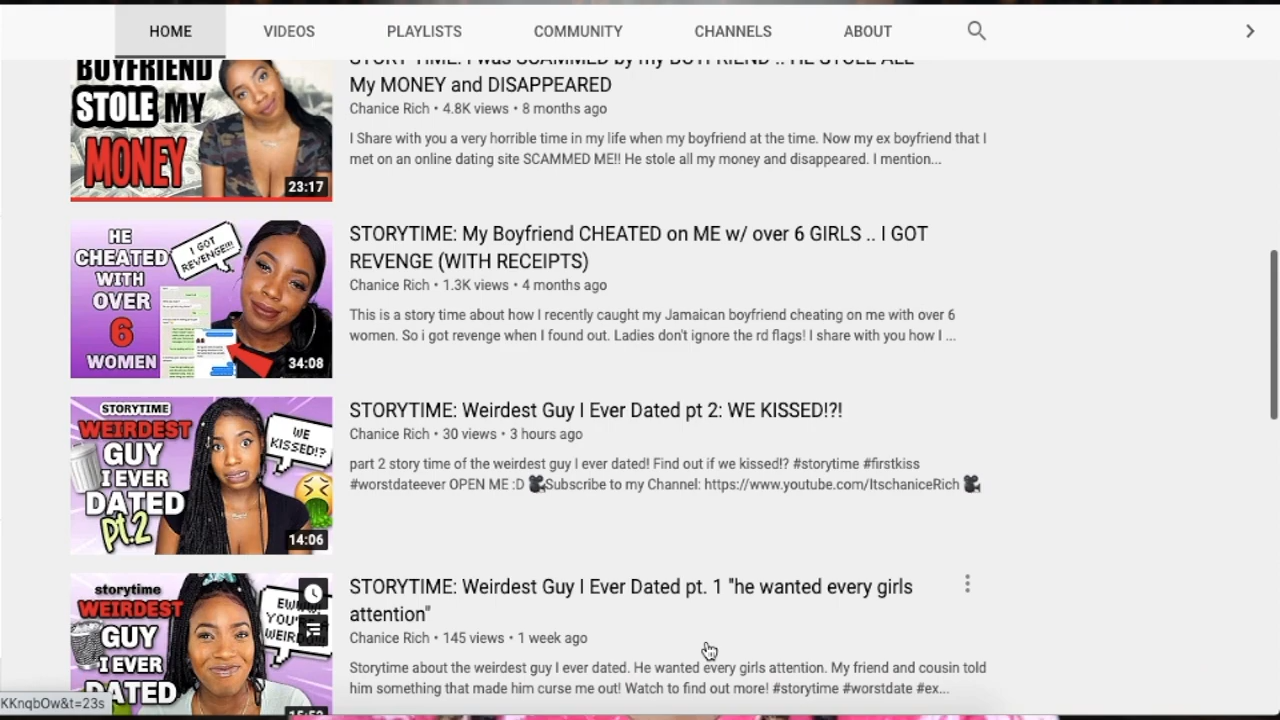 HOME VIDEOS PLAYLISTS COMMUNITY CHANNELS ABOUT
BOYFRIEND
STOLE MY
MONEY
23:17
STORY TIME: I was SCAMMED by my BOYFRIEND .. HE STOLE ALL
My MONEY and DISAPPEARED
Chanice Rich • 4.8K views • 8 months ago
I Share with you a very horrible time in my life when my boyfriend at the time. Now my ex boyfriend that I
met on an online dating site SCAMMED ME!! He stole all my money and disappeared. I mention...
HE
CHEATED
WITH
OVER
6
WOMEN
I GOT
REVENGE!!!
34:08
STORYTIME: My Boyfriend CHEATED on ME w/ over 6 GIRLS .. I GOT
REVENGE (WITH RECEIPTS)
Chanice Rich • 1.3K views • 4 months ago
This is a story time about how I recently caught my Jamaican boyfriend cheating on me with over 6
women. So i got revenge when I found out. Ladies don't ignore the rd flags! I share with you how I ...
STORYTIME
WEIRDEST
GUY
I EVER
DATED
pt.2
WE
KISSED!?
14:06
STORYTIME: Weirdest Guy I Ever Dated pt 2: WE KISSED!?!
Chanice Rich • 30 views • 3 hours ago
part 2 story time of the weirdest guy I ever dated! Find out if we kissed!? #storytime #firstkiss
#worstdateever OPEN ME :D 🎥Subscribe to my Channel: https://www.youtube.com/ItschaniceRich 🎥
storytime
WEIRDEST
GUY
I EVER
DATED
STORYTIME: Weirdest Guy I Ever Dated pt. 1 "he wanted every girls
attention"
Chanice Rich • 145 views • 1 week ago
Storytime about the weirdest guy I ever dated. He wanted every girls attention. My friend and cousin told
him something that made him curse me out! Watch to find out more! #storytime #worstdate #ex...
KKnqbOw&t=23s